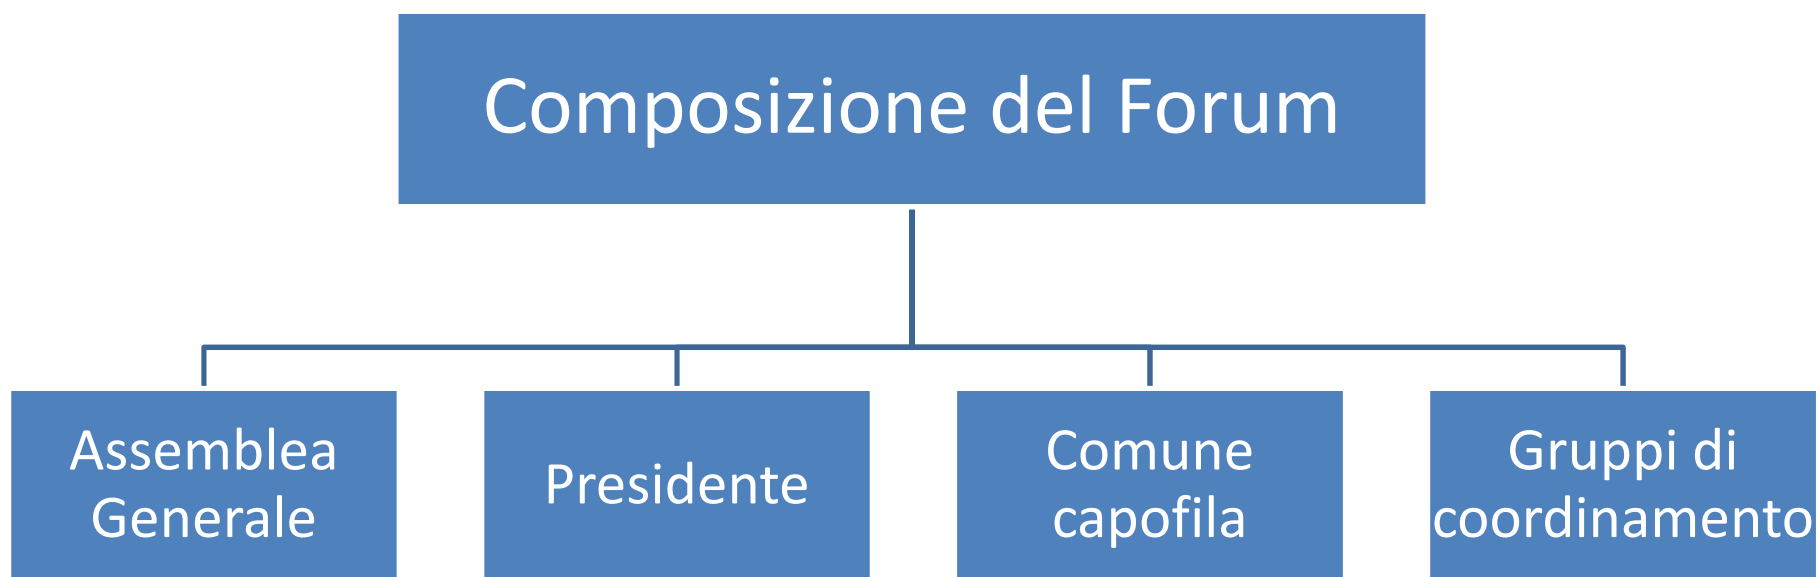 Composizione del Forum
Assemblea
Generale
Presidente
Comune
capofila
Gruppi di
coordinamento